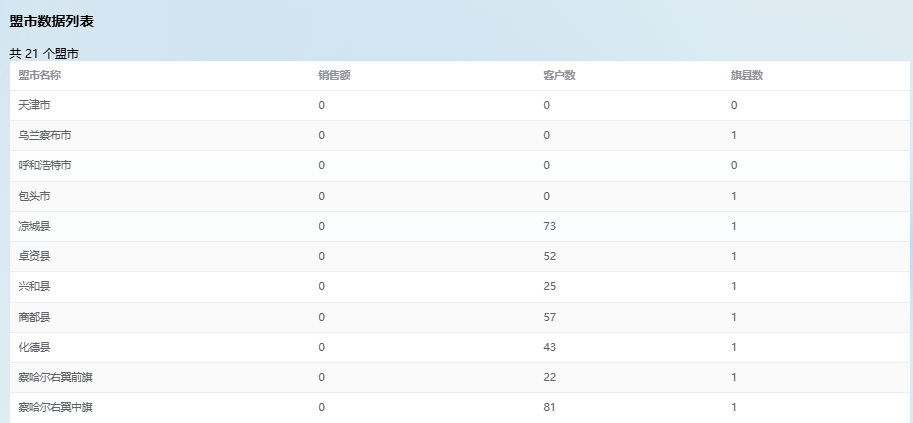 盟市数据列表
共 21 个盟市
盟市名称 销售额 客户数 旗县数
天津市 0 0 0
乌兰察布市 0 0 1
呼和浩特市 0 0 0
包头市 0 0 1
凉城县 0 73 1
卓资县 0 52 1
兴和县 0 25 1
商都县 0 57 1
化德县 0 43 1
察哈尔右翼前旗 0 22 1
察哈尔右翼中旗 0 81 1